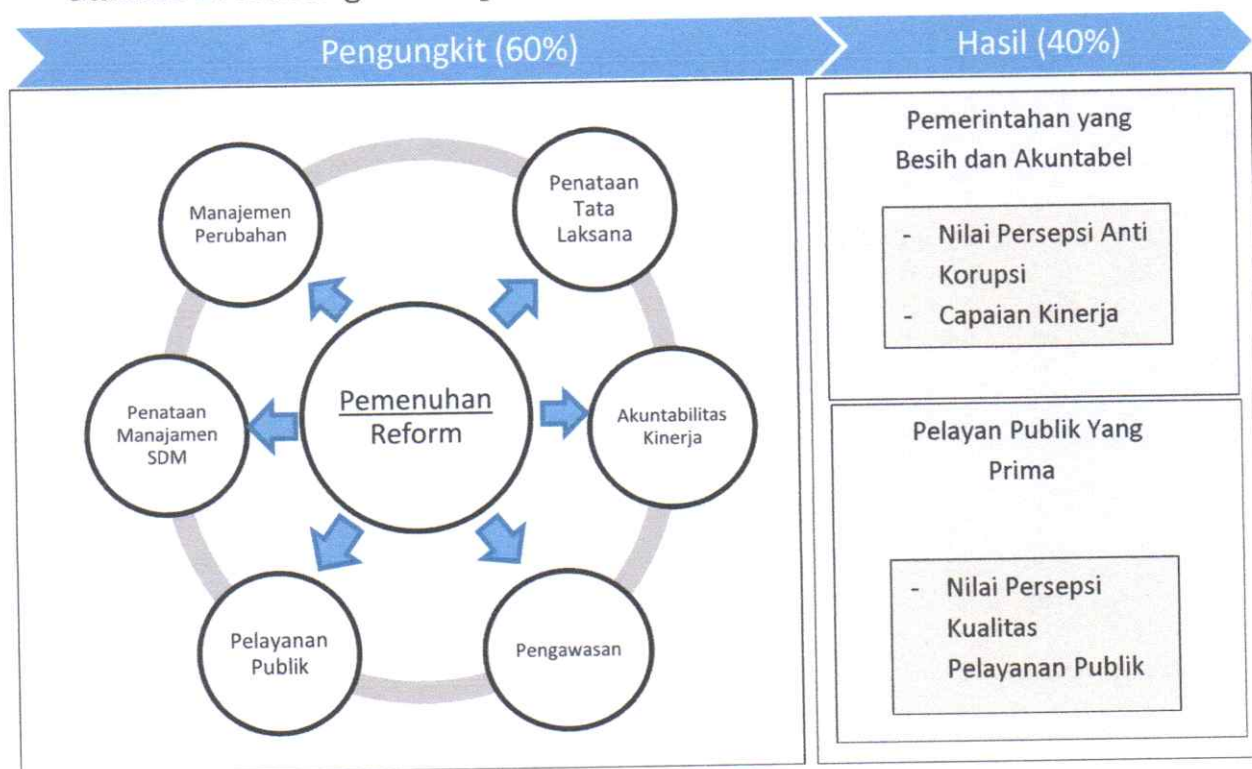 Pengungkit (60%)
Hasil (40%)
Manajemen
Perubahan
Penataan
Tata
Laksana
Penataan
Manajamen
SDM
Pemenuhan
Reform
Akuntabilitas
Kinerja
Pelayanan
Publik
Pengawasan
Pemerintahan yang
Besih dan Akuntabel
- Nilai Persepsi Anti
Korupsi
- Capaian Kinerja
Pelayan Publik Yang
Prima
- Nilai Persepsi
Kualitas
Pelayanan Publik